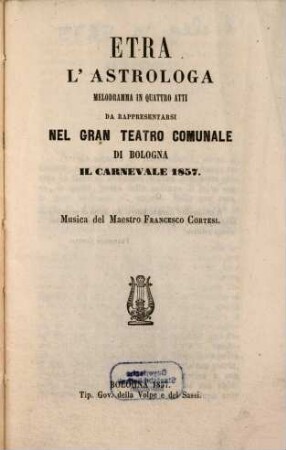 ETRA
L'ASTROLOGA
MELODRAMMA IN QUATTRO ATTI
DA RAPPRESENTARSI
NEL GRAN TEATRO COMUNALE
DI BOLOGNA
IL CARNEVALE 1857.
Musica del Maestro FRANCESCO CORTESI.
BOLOGNA 1857.
Tip. Gov. della Volpe e del Sassi.